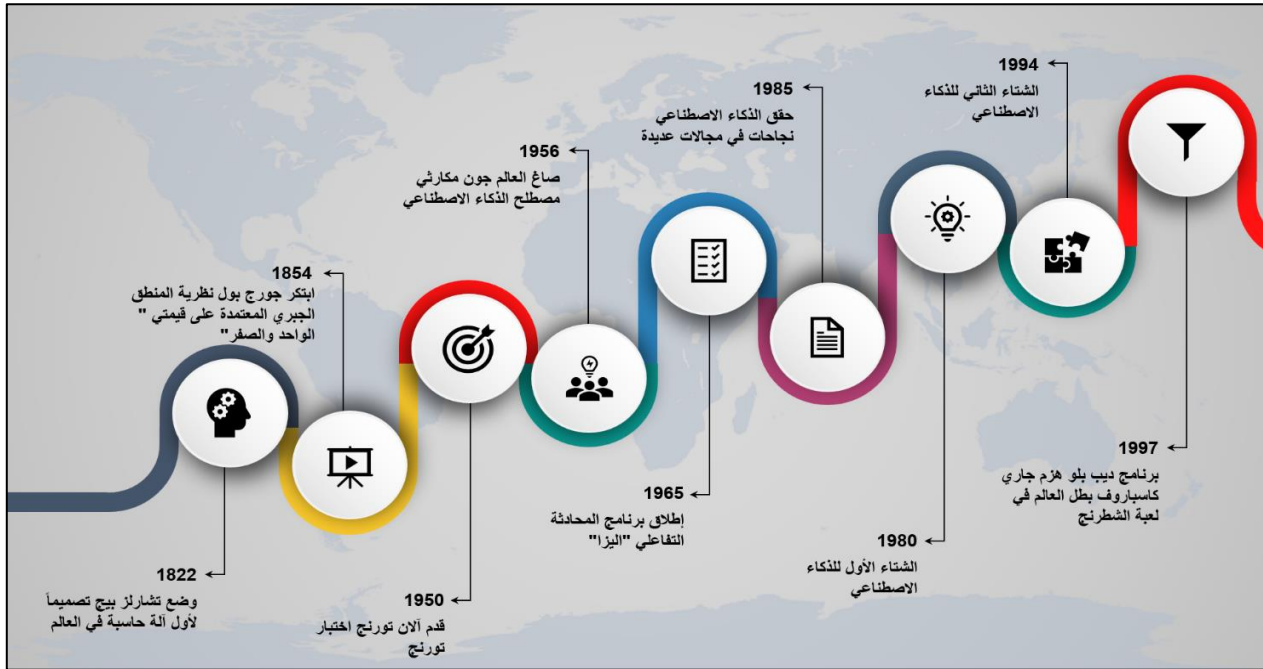 1822
وضع تشارلز بيج تصميماً
لأول آلة حاسبة في العالم
1854
ابتكر جورج بول نظرية المنطق
الجبري المعتمدة على قيمتي "
الواحد والصفر"
1950
قدم آلان تورنج اختبار
تورنج
1956
صاغ العالم جون مكارثي
مصطلح الذكاء الاصطناعي
1965
إطلاق برنامج المحادثة
التفاعلي "اليزا"
1985
حقق الذكاء الاصطناعي
نجاحات في مجالات عديدة
1980
الشتاء الأول للذكاء
الاصطناعي
1994
الشتاء الثاني للذكاء
الاصطناعي
1997
برنامج ديب بلو هزم جاري
كاسباروف بطل العالم في
لعبة الشطرنج